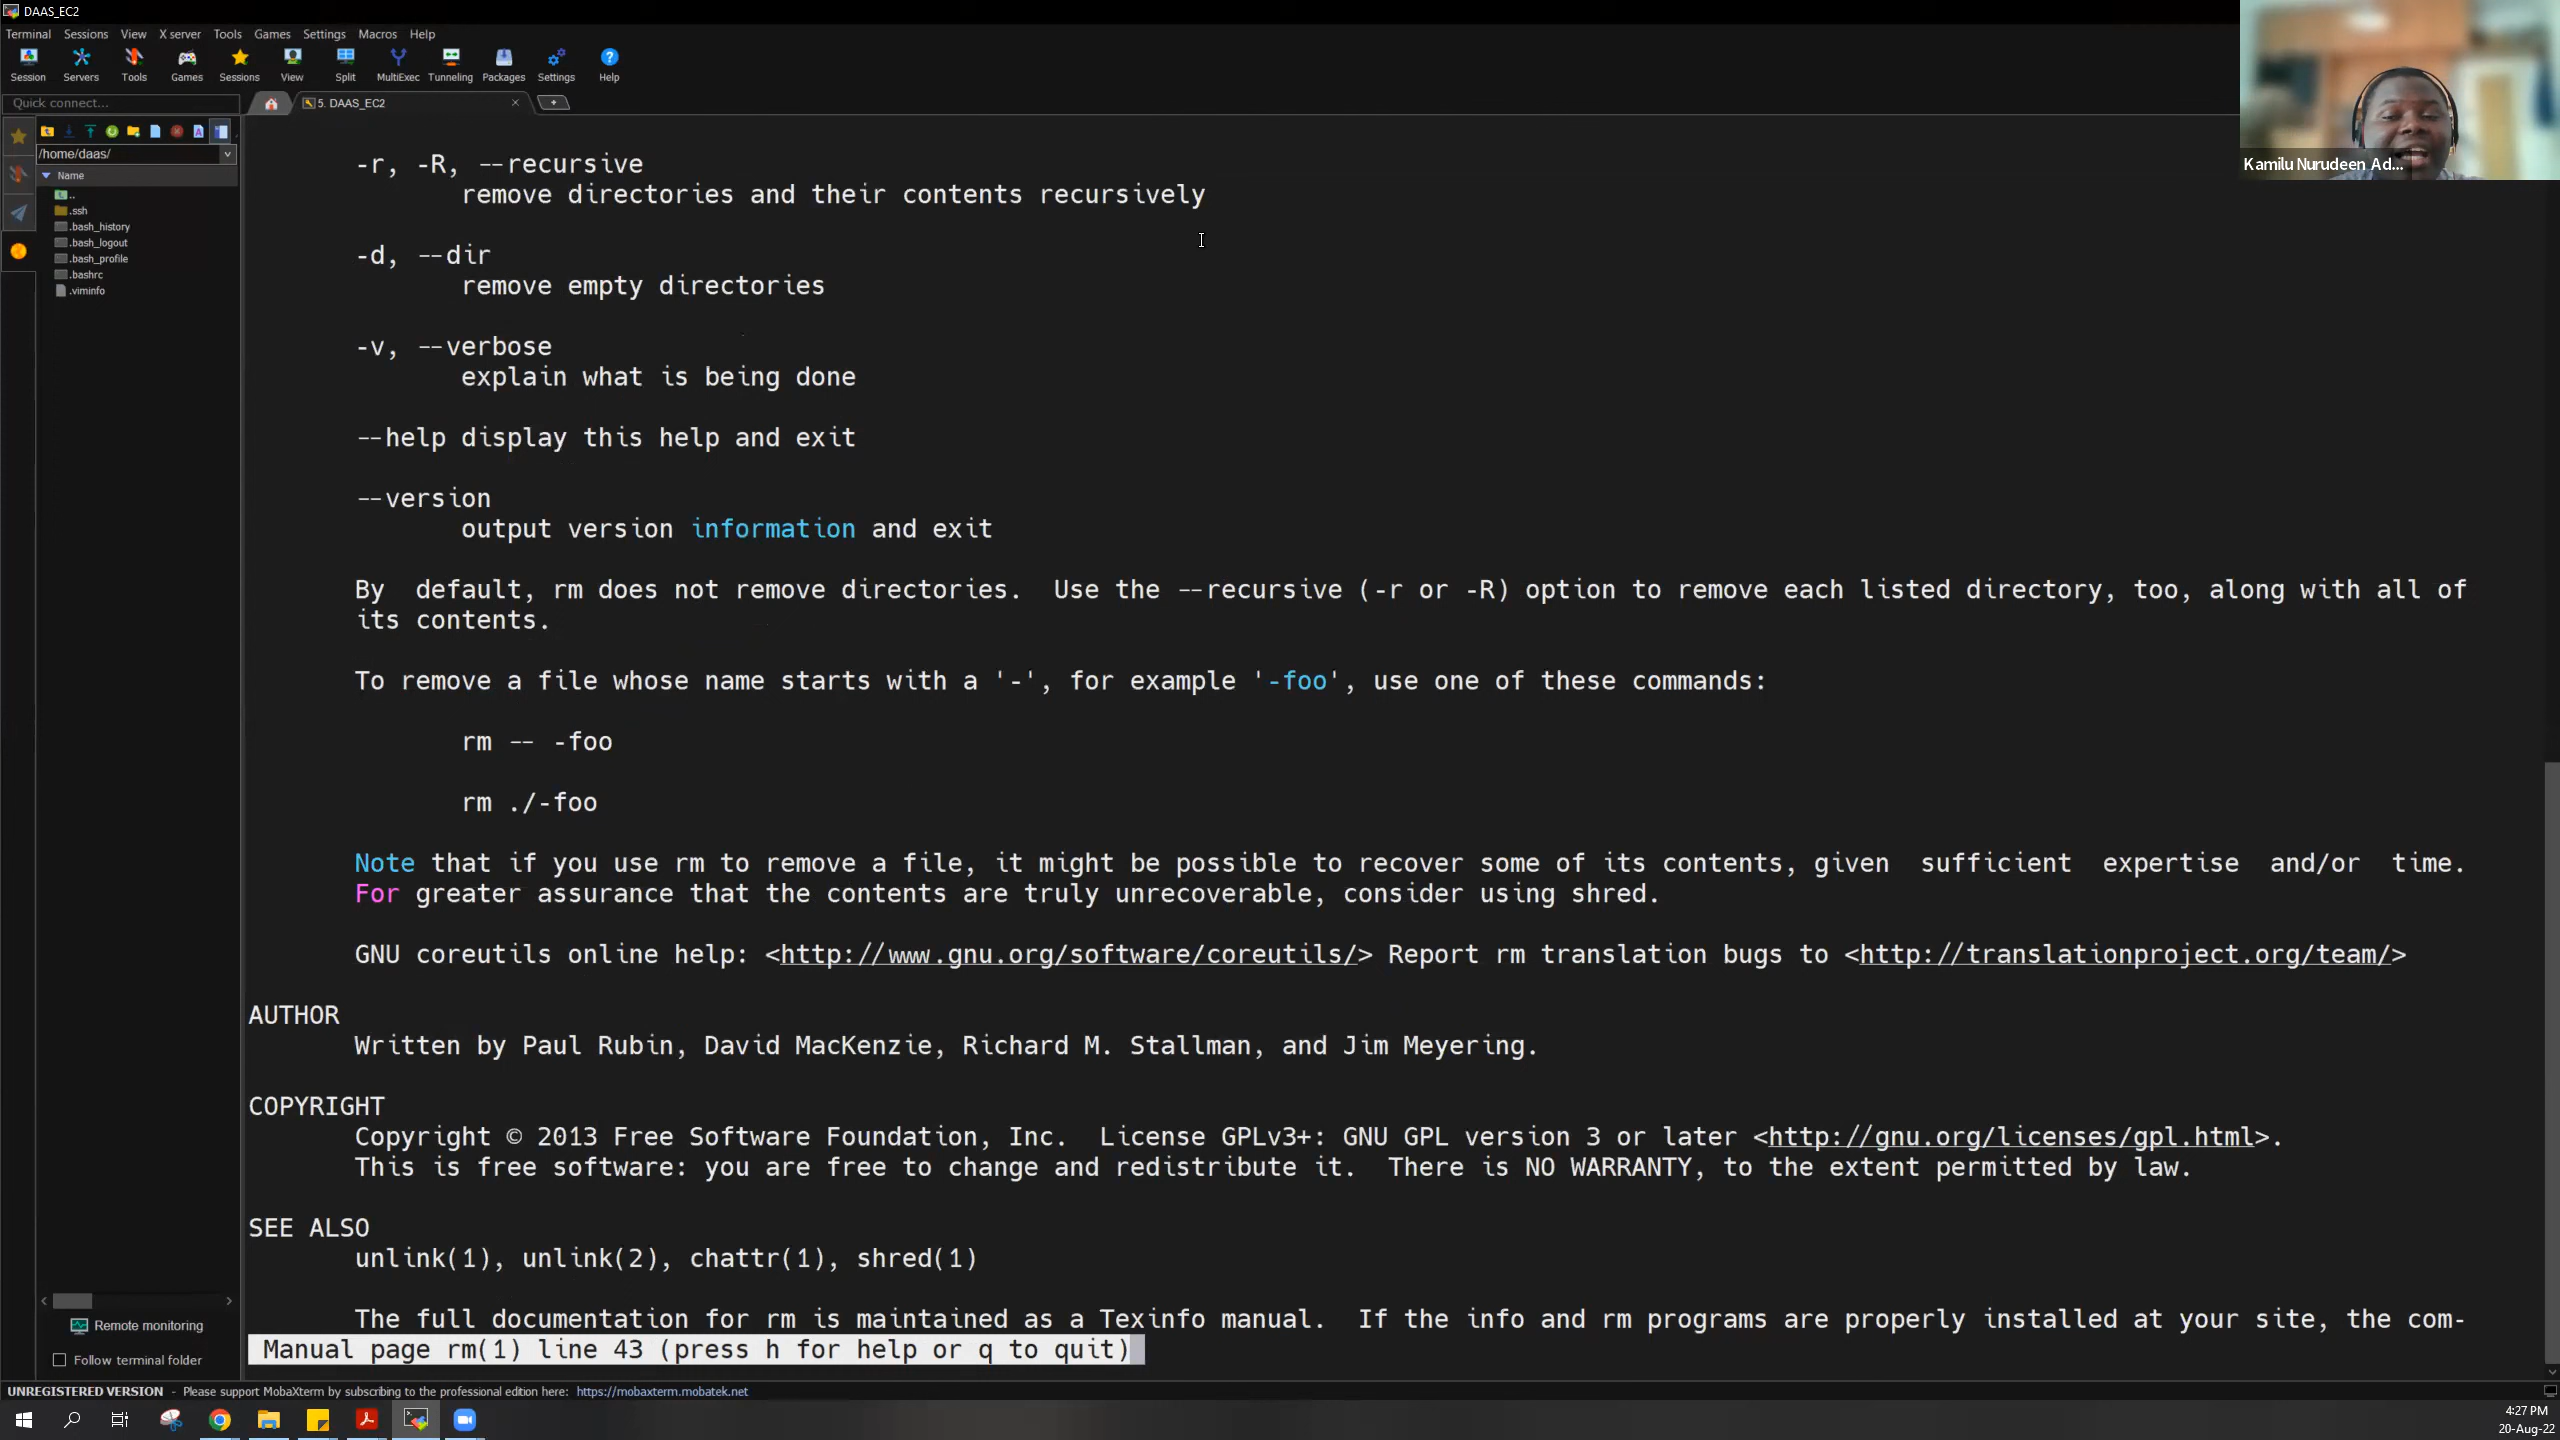 DAAS_EC2
Terminal Sessions View X server Tools Games Settings Macros Help
Session Servers Tools Games Sessions View Split MultiExec Tunneling Packages Settings Help
Quick connect...
5. DAAS_EC2
/home/daas/
Name
..
.ssh
.bash_history
.bash_logout
.bash_profile
.bashrc
.viminfo
Kamilu Nurudeen Ad...
-r, -R, --recursive
remove directories and their contents recursively
-d, --dir
remove empty directories
-v, --verbose
explain what is being done
--help display this help and exit
--version
output version information and exit
By  default, rm does not remove directories.  Use the --recursive (-r or -R) option to remove each listed directory, too, along with all of
its contents.
To remove a file whose name starts with a '-', for example '-foo', use one of these commands:
rm -- -foo
rm ./-foo
Note that if you use rm to remove a file, it might be possible to recover some of its contents, given  sufficient  expertise  and/or  time.
For greater assurance that the contents are truly unrecoverable, consider using shred.
GNU coreutils online help: <http://www.gnu.org/software/coreutils/> Report rm translation bugs to <http://translationproject.org/team/>
AUTHOR
Written by Paul Rubin, David MacKenzie, Richard M. Stallman, and Jim Meyering.
COPYRIGHT
Copyright © 2013 Free Software Foundation, Inc.  License GPLv3+: GNU GPL version 3 or later <http://gnu.org/licenses/gpl.html>.
This is free software: you are free to change and redistribute it.  There is NO WARRANTY, to the extent permitted by law.
SEE ALSO
unlink(1), unlink(2), chattr(1), shred(1)
The full documentation for rm is maintained as a Texinfo manual.  If the info and rm programs are properly installed at your site, the com-
Manual page rm(1) line 43 (press h for help or q to quit)
Remote monitoring
Follow terminal folder
UNREGISTERED VERSION - Please support MobaXterm by subscribing to the professional edition here: https://mobaxterm.mobatek.net
4:27 PM
20-Aug-22